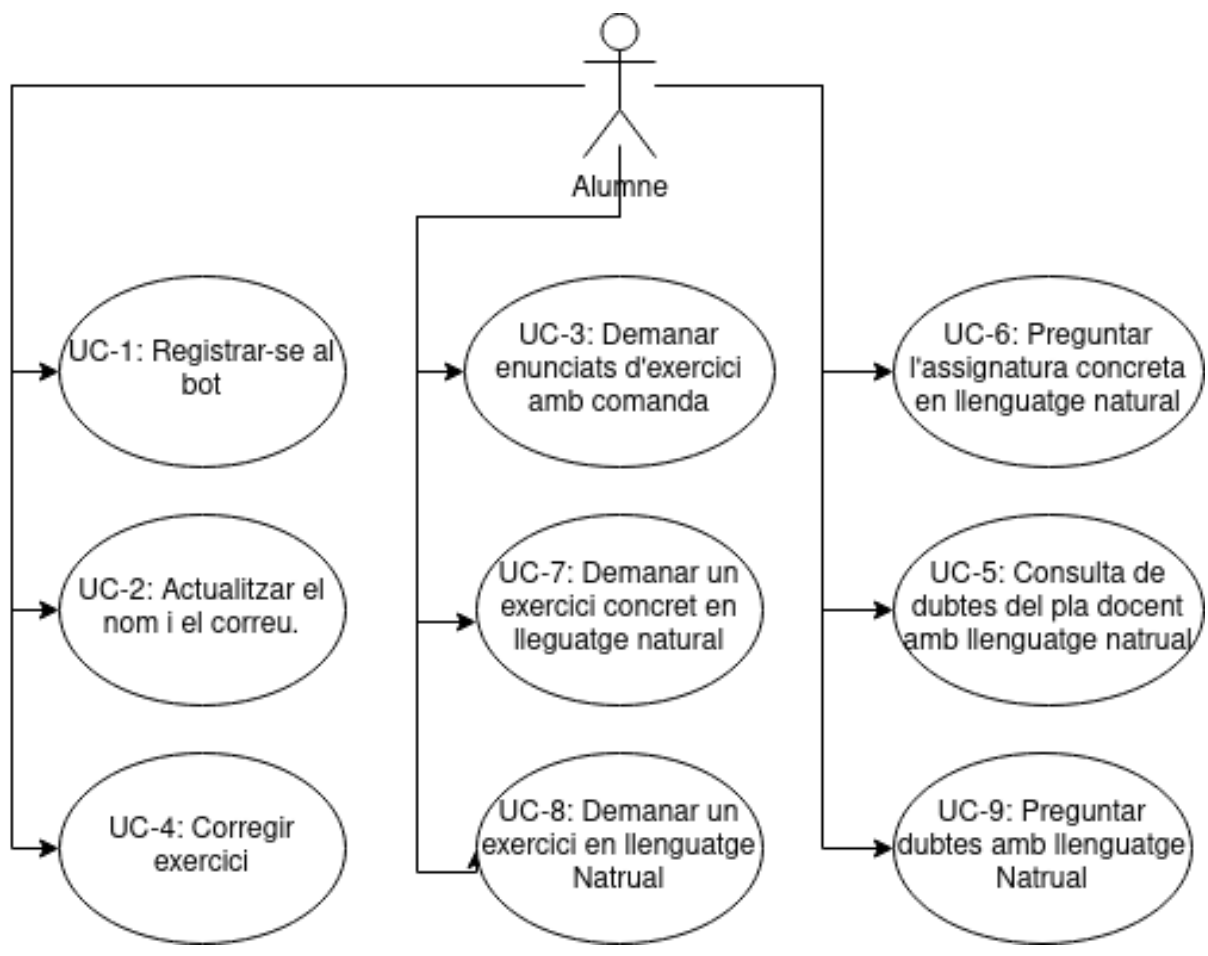 Alumne
UC-1: Registrar-se al
bot
UC-3: Demanar
enunciats d'exercici
amb comanda
UC-6: Preguntar
l'assignatura concreta
en llenguatge natural
UC-2: Actualitzar el
nom i el correu.
UC-7: Demanar un
exercici concret en
lleguatge natural
UC-5: Consulta de
dubtes del pla docent
amb llenguatge natrual
UC-4: Corregir
exercici
UC-8: Demanar un
exercici en llenguatge
Natrual
UC-9: Preguntar
dubtes amb llenguatge
Natrual